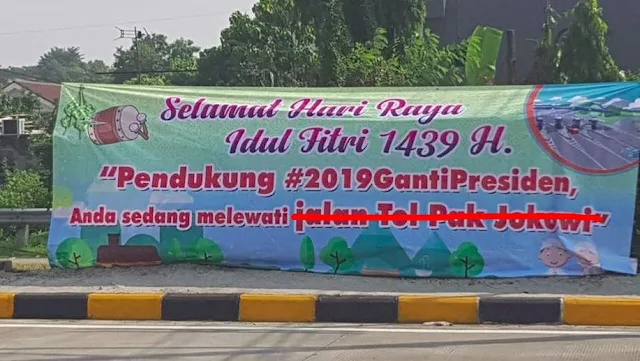 Selamat Hari Raya
Idul Fitri 1439 H.
"Pendukung #2019GantiPresiden,
Anda sedang melewati jalan Tol Pak Jokowi"